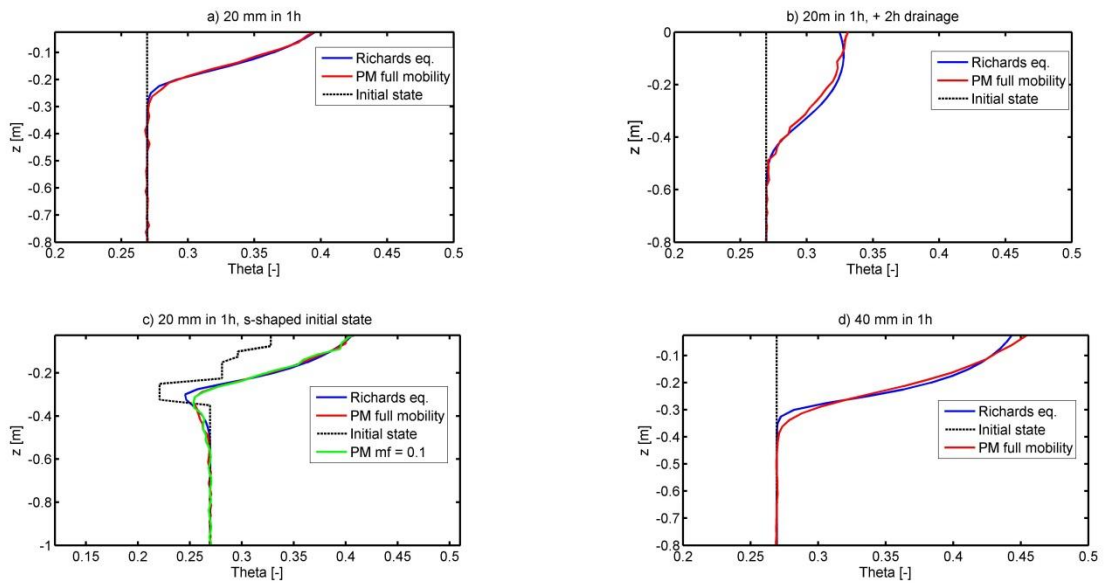 a) 20 mm in 1h
-0.1
-0.2
-0.3
-0.4
-0.5
-0.6
-0.7
-0.8
z [m]
0.2 0.25 0.3 0.35 0.4 0.45 0.5
Theta [-]
Richards eq.
PM full mobility
Initial state
b) 20m in 1h, + 2h drainage
0
-0.2
-0.4
-0.6
-0.8
z [m]
0.2 0.25 0.3 0.35 0.4 0.45 0.5
Theta [-]
Richards eq.
PM full mobility
Initial state
c) 20 mm in 1h, s-shaped initial state
-0.2
-0.4
-0.6
-0.8
-1
z [m]
0.15 0.2 0.25 0.3 0.35 0.4 0.45 0.5
Theta [-]
Richards eq.
PM full mobility
Initial state
PM mf = 0.1
d) 40 mm in 1h
-0.1
-0.2
-0.3
-0.4
-0.5
-0.6
-0.7
-0.8
z [m]
0.2 0.25 0.3 0.35 0.4 0.45 0.5
Theta [-]
Richards eq.
Initial state
PM full mobility